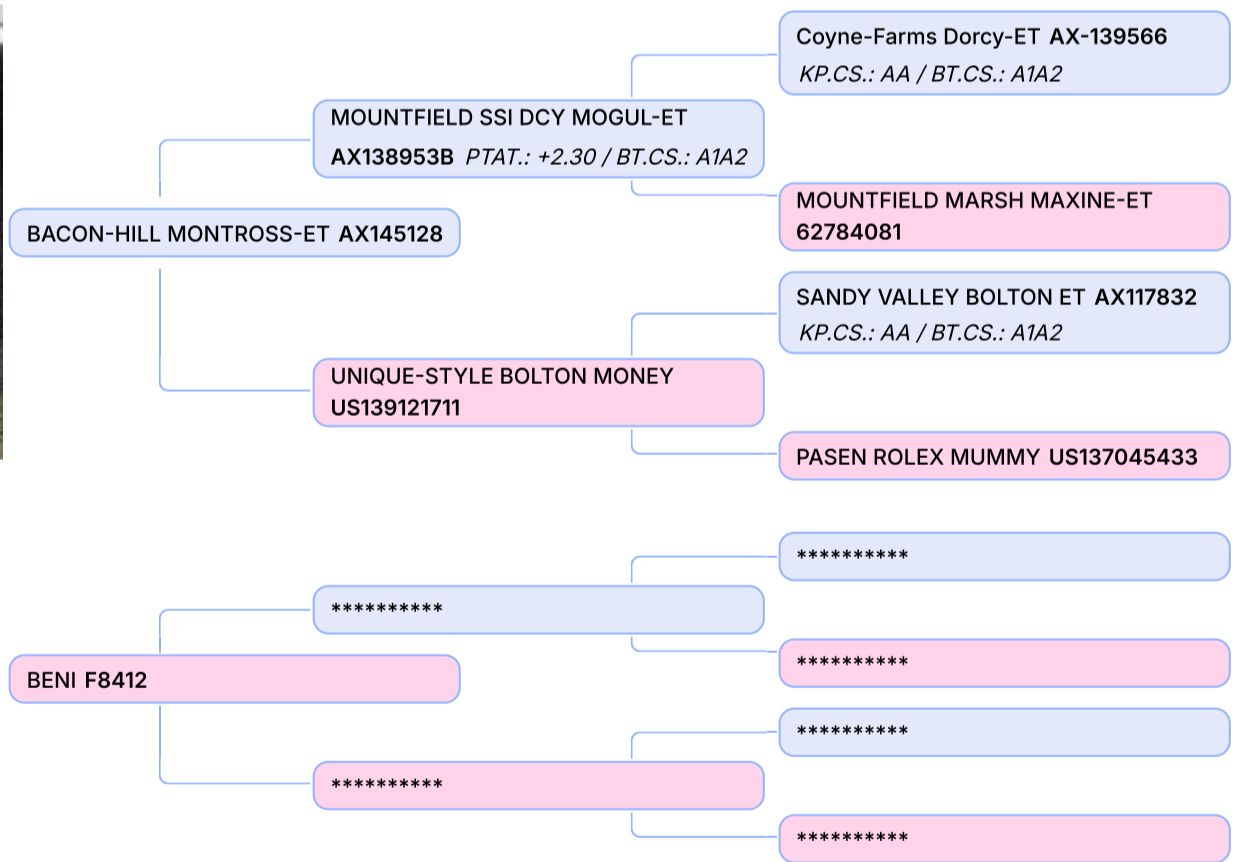 Coyne-Farms Dorcy-ET AX-139566
KP.CS.: AA / BT.CS.: A1A2
MOUNTFIELD SSI DCY MOGUL-ET
AX138953B PTAT.: +2.30 / BT.CS.: A1A2
MOUNTFIELD MARSH MAXINE-ET
62784081
BACON-HILL MONTROSS-ET AX145128
SANDY VALLEY BOLTON ET AX117832
KP.CS.: AA / BT.CS.: A1A2
UNIQUE-STYLE BOLTON MONEY
US139121711
PASEN ROLEX MUMMY US137045433
**********
**********
**********
BENI F8412
**********
**********
**********